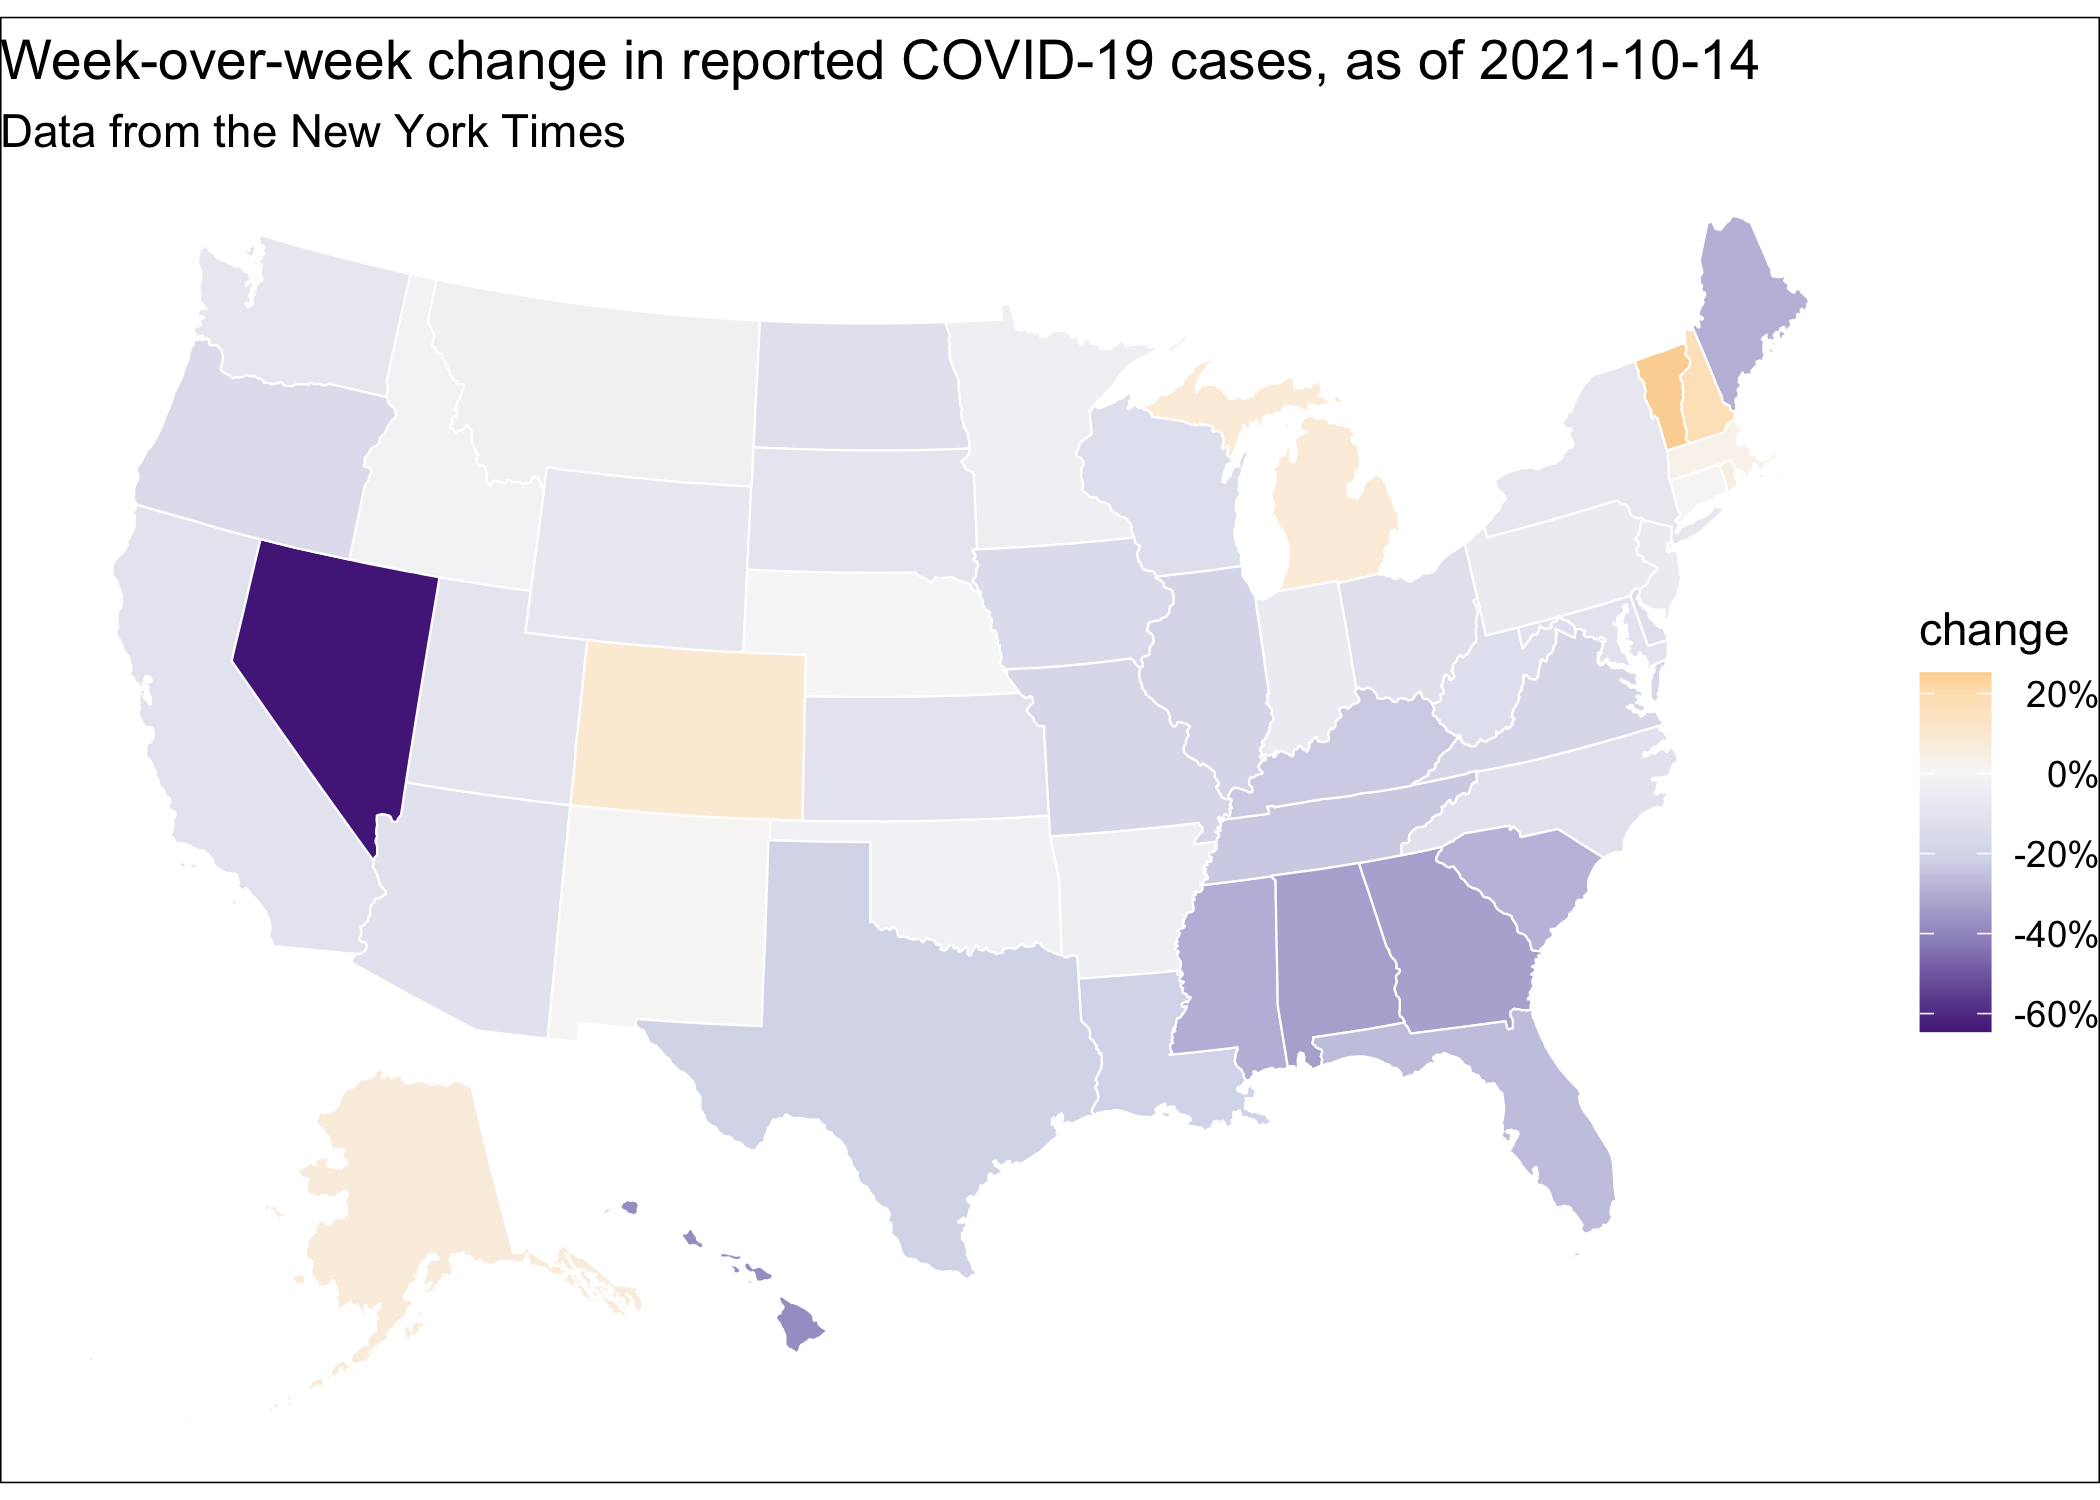 Week-over-week change in reported COVID-19 cases, as of 2021-10-14
Data from the New York Times
change
20%
0%
-20%
-40%
-60%